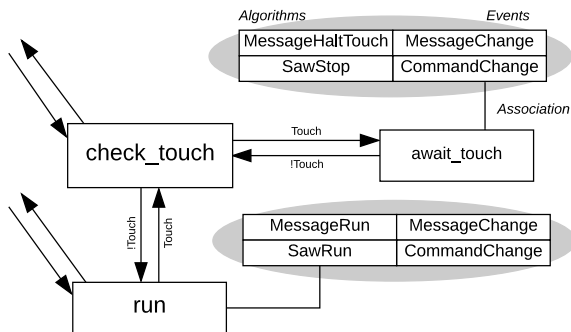 Algorithms Events
MessageHaltTouch MessageChange
SawStop CommandChange
Association
check_touch
Touch
!Touch
await_touch
!Touch
Touch
MessageRun MessageChange
SawRun CommandChange
run